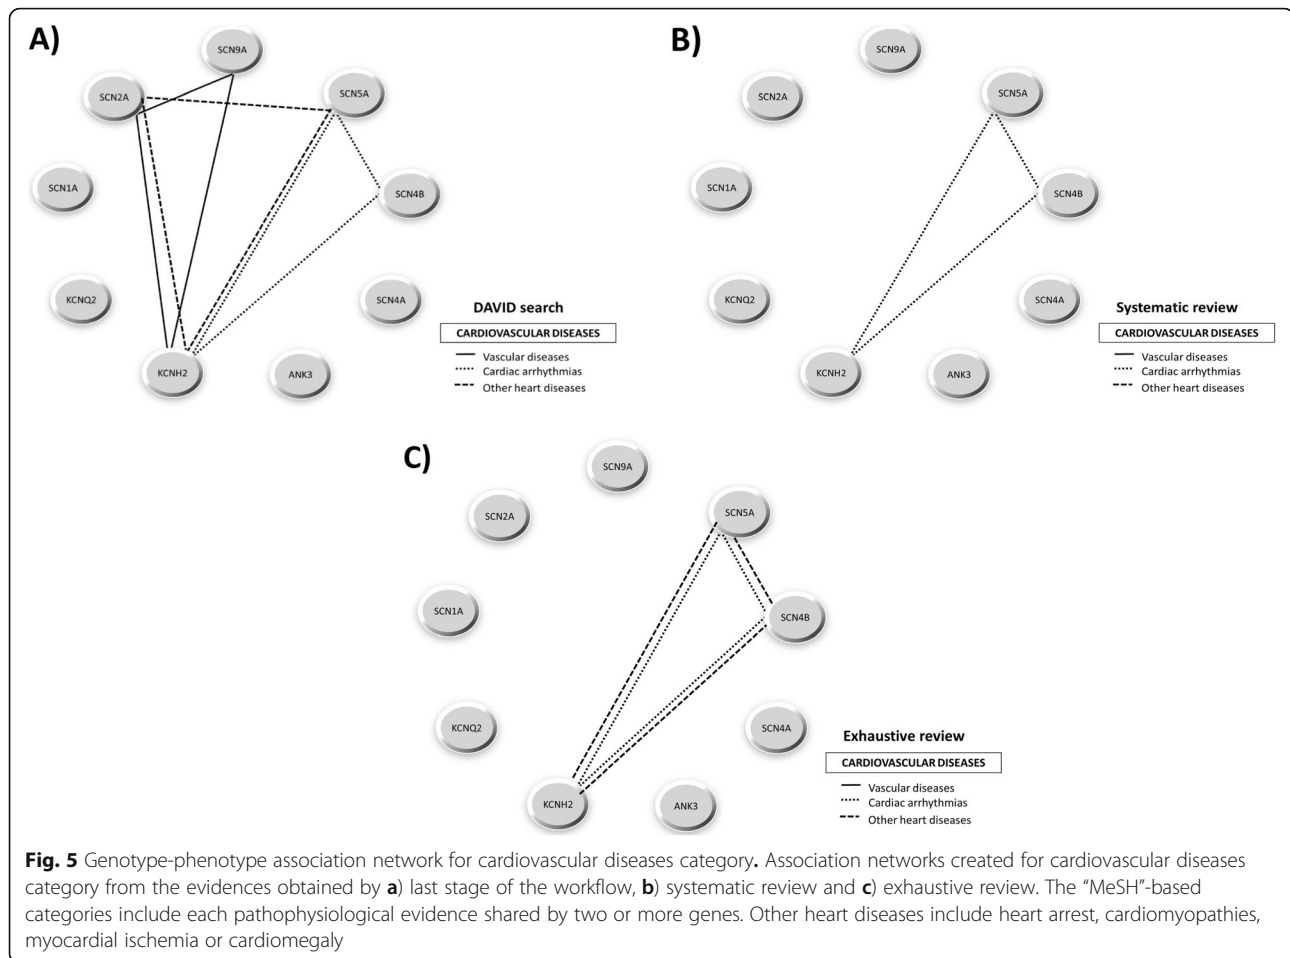 A)
SCN9A
SCN2A
SCN5A
SCN1A
SCN4B
KCNQ2
SCN4A
KCNH2
ANK3
DAVID search
CARDIOVASCULAR DISEASES
Vascular diseases
Cardiac arrhythmias
Other heart diseases
B)
SCN9A
SCN2A
SCN5A
SCN1A
SCN4B
KCNQ2
SCN4A
KCNH2
ANK3
Systematic review
CARDIOVASCULAR DISEASES
Vascular diseases
Cardiac arrhythmias
Other heart diseases
C)
SCN9A
SCN2A
SCN5A
SCN1A
SCN4B
KCNQ2
SCN4A
KCNH2
ANK3
Exhaustive review
CARDIOVASCULAR DISEASES
Vascular diseases
Cardiac arrhythmias
Other heart diseases
Fig. 5 Genotype-phenotype association network for cardiovascular diseases category. Association networks created for cardiovascular diseases
category from the evidences obtained by a) last stage of the workflow, b) systematic review and c) exhaustive review. The “MeSH”-based
categories include each pathophysiological evidence shared by two or more genes. Other heart diseases include heart arrest, cardiomyopathies,
myocardial ischemia or cardiomegaly